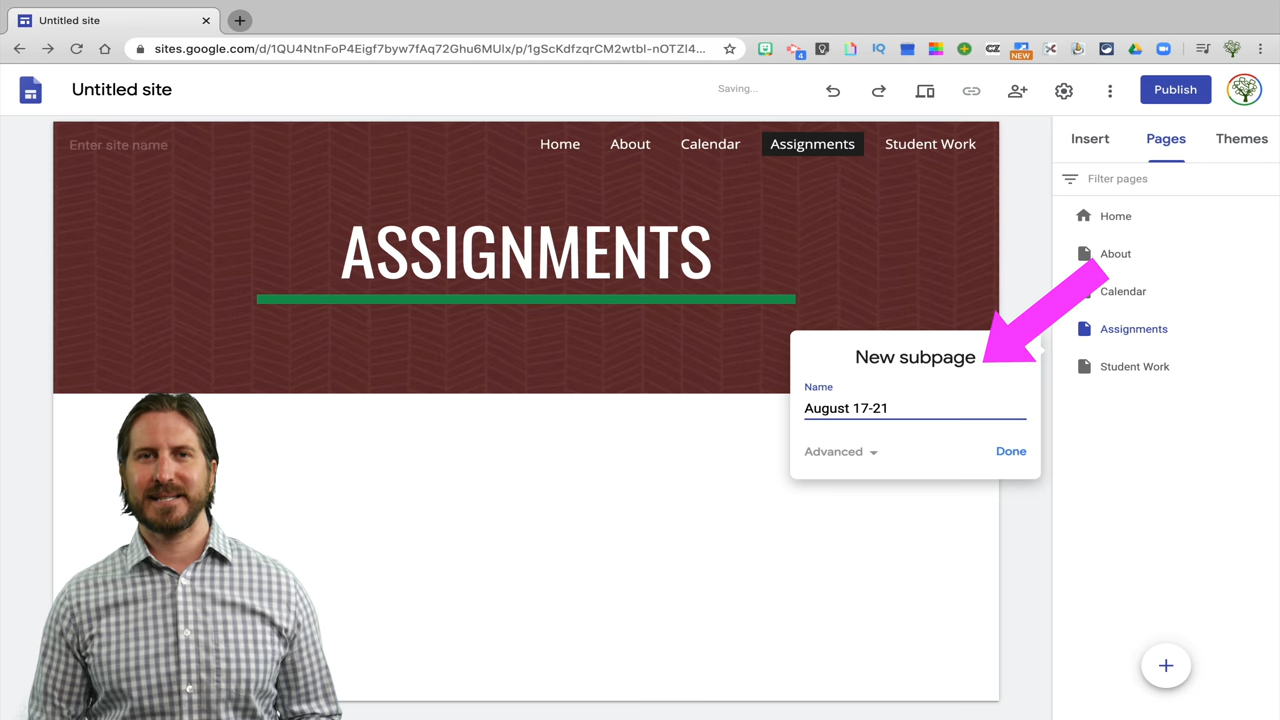 Untitled site
sites.google.com/d/1QU4NtnFoP4Eigf7byw7fAq72Ghu6MUlx/p/1gScKdfzqrCM2wtbl-nOTZl4...
4
IQ
CZ
NEW
Untitled site
Saving...
Publish
Enter site name
Home
About
Calendar
Assignments
Student Work
ASSIGNMENTS
Insert
Pages
Themes
Filter pages
Home
About
Calendar
Assignments
Student Work
New subpage
Name
August 17-21
Advanced
Done